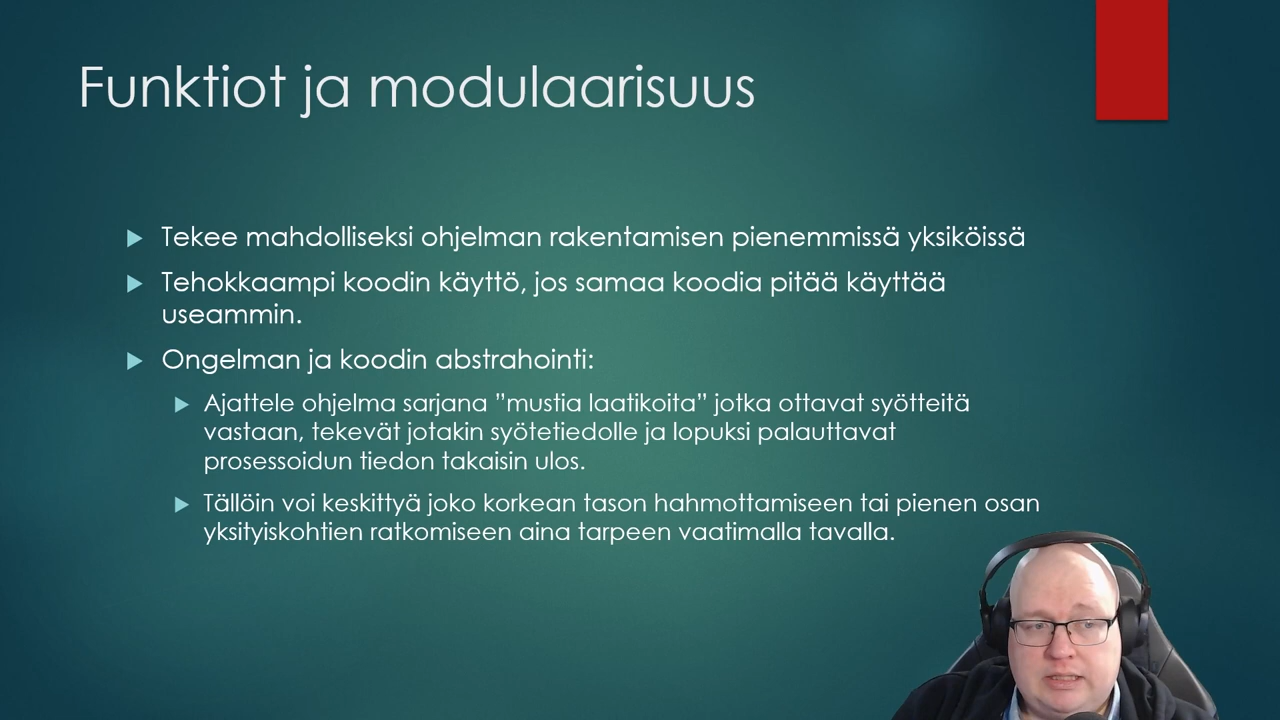 Funktiot ja modulaarisuus
Tekee mahdolliseksi ohjelman rakentamisen pienemmissä yksiköissä
Tehokkaampi koodin käyttö, jos samaa koodia pitää käyttää
useammin.
Ongelman ja koodin abstrahointi:
Ajattele ohjelma sarjana ”mustia laatikoita” jotka ottavat syötteitä
vastaan, tekevät jotakin syötetiedolle ja lopuksi palauttavat
prosessoidun tiedon takaisin ulos.
Tällöin voi keskittyä joko korkean tason hahmottamiseen tai pienen osan
yksityiskohtien ratkomiseen aina tarpeen vaatimalla tavalla.